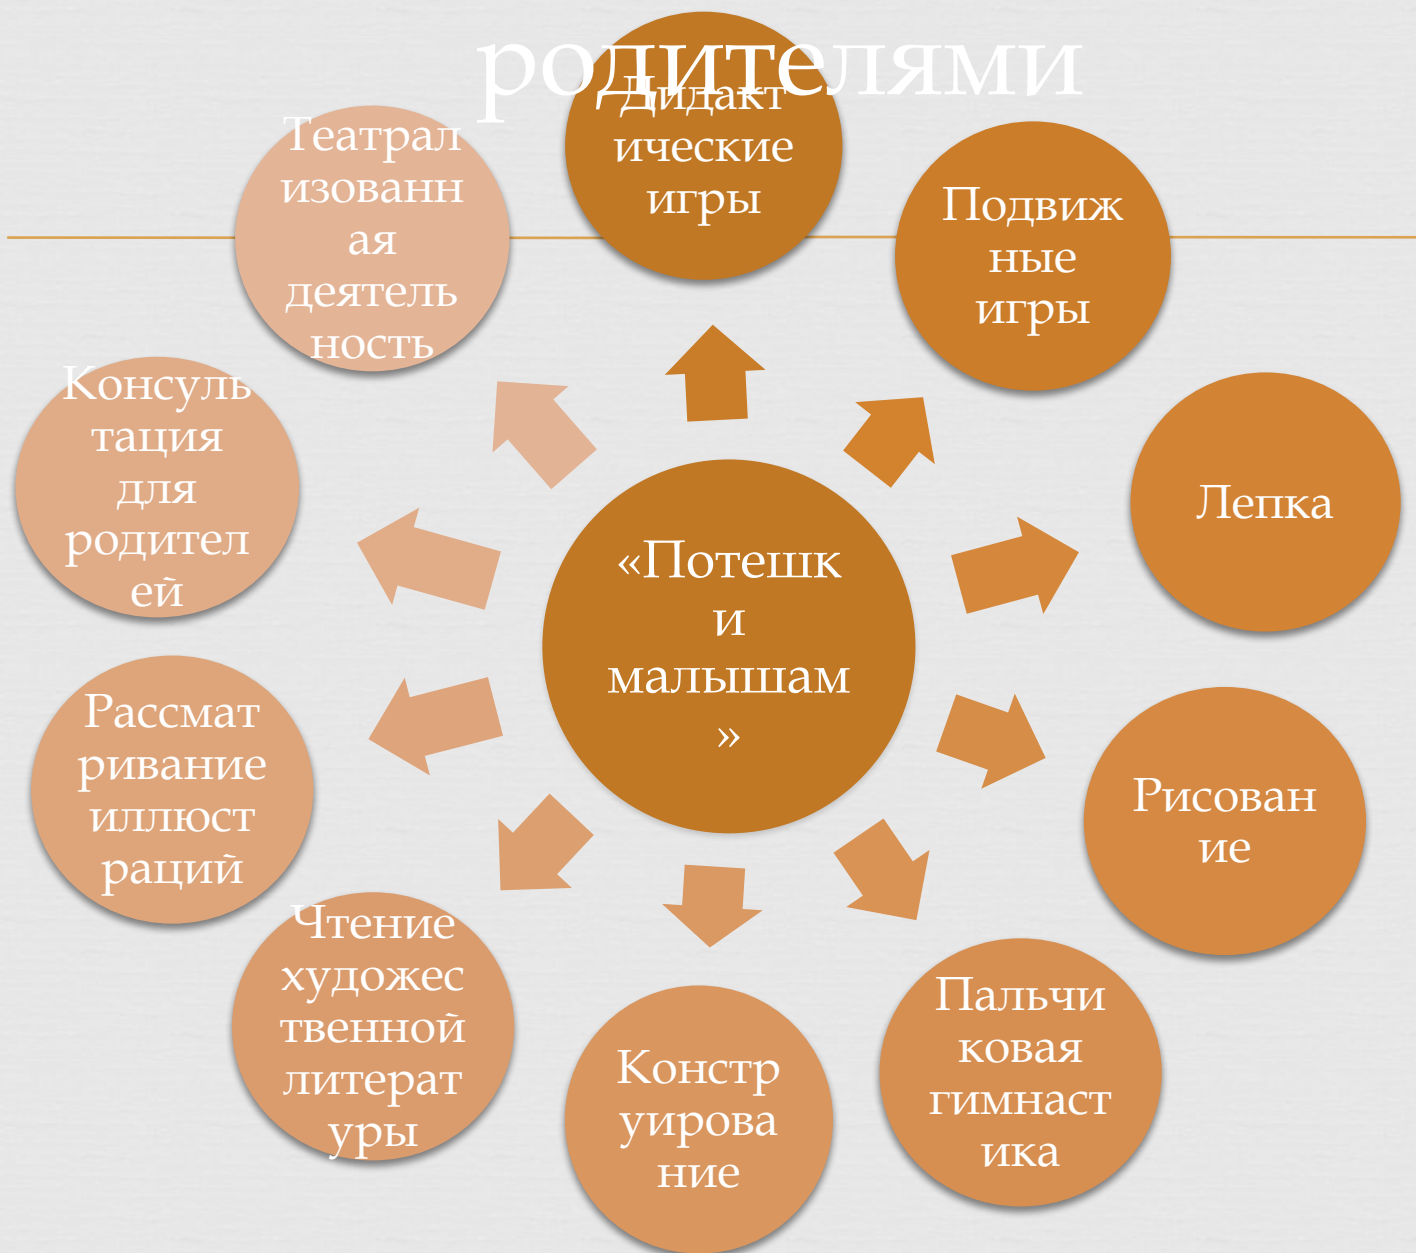 родителями
Дидакт
ические
игры
Подвиж
ные
игры
Лепка
Рисован
ие
Пальчи
ковая
гимнаст
ика
Констр
уирова
ние
Чтение
художес
твенной
литерат
уры
Рассмат
ривание
иллюст
раций
Консуль
тация
для
родител
ей
Театрал
изованн
ая
деятель
ность
«Потешк
и
малышам
»